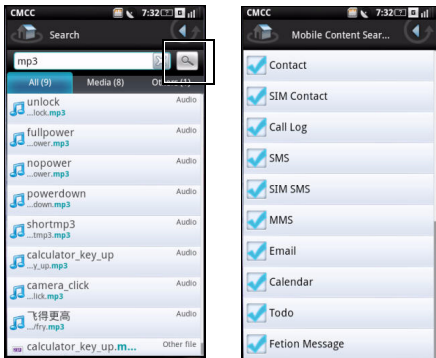 CMCC 7:32
Search
mp3
All (9) Media (8) Others (1)
unlock Audio
...lock.mp3
fullpower Audio
...ower.mp3
nopower Audio
...ower.mp3
powerdown Audio
...down.mp3
shortmp3 Audio
...tmp3.mp3
calculator_key_up Audio
...y_up.mp3
camera_click Audio
...lick.mp3
飞得更高 Audio
.../fry.mp3
calculator_key_up.m... Other file
CMCC 7:32
Mobile Content Sear...
Contact
SIM Contact
Call Log
SMS
SIM SMS
MMS
Email
Calendar
Todo
Fetion Message